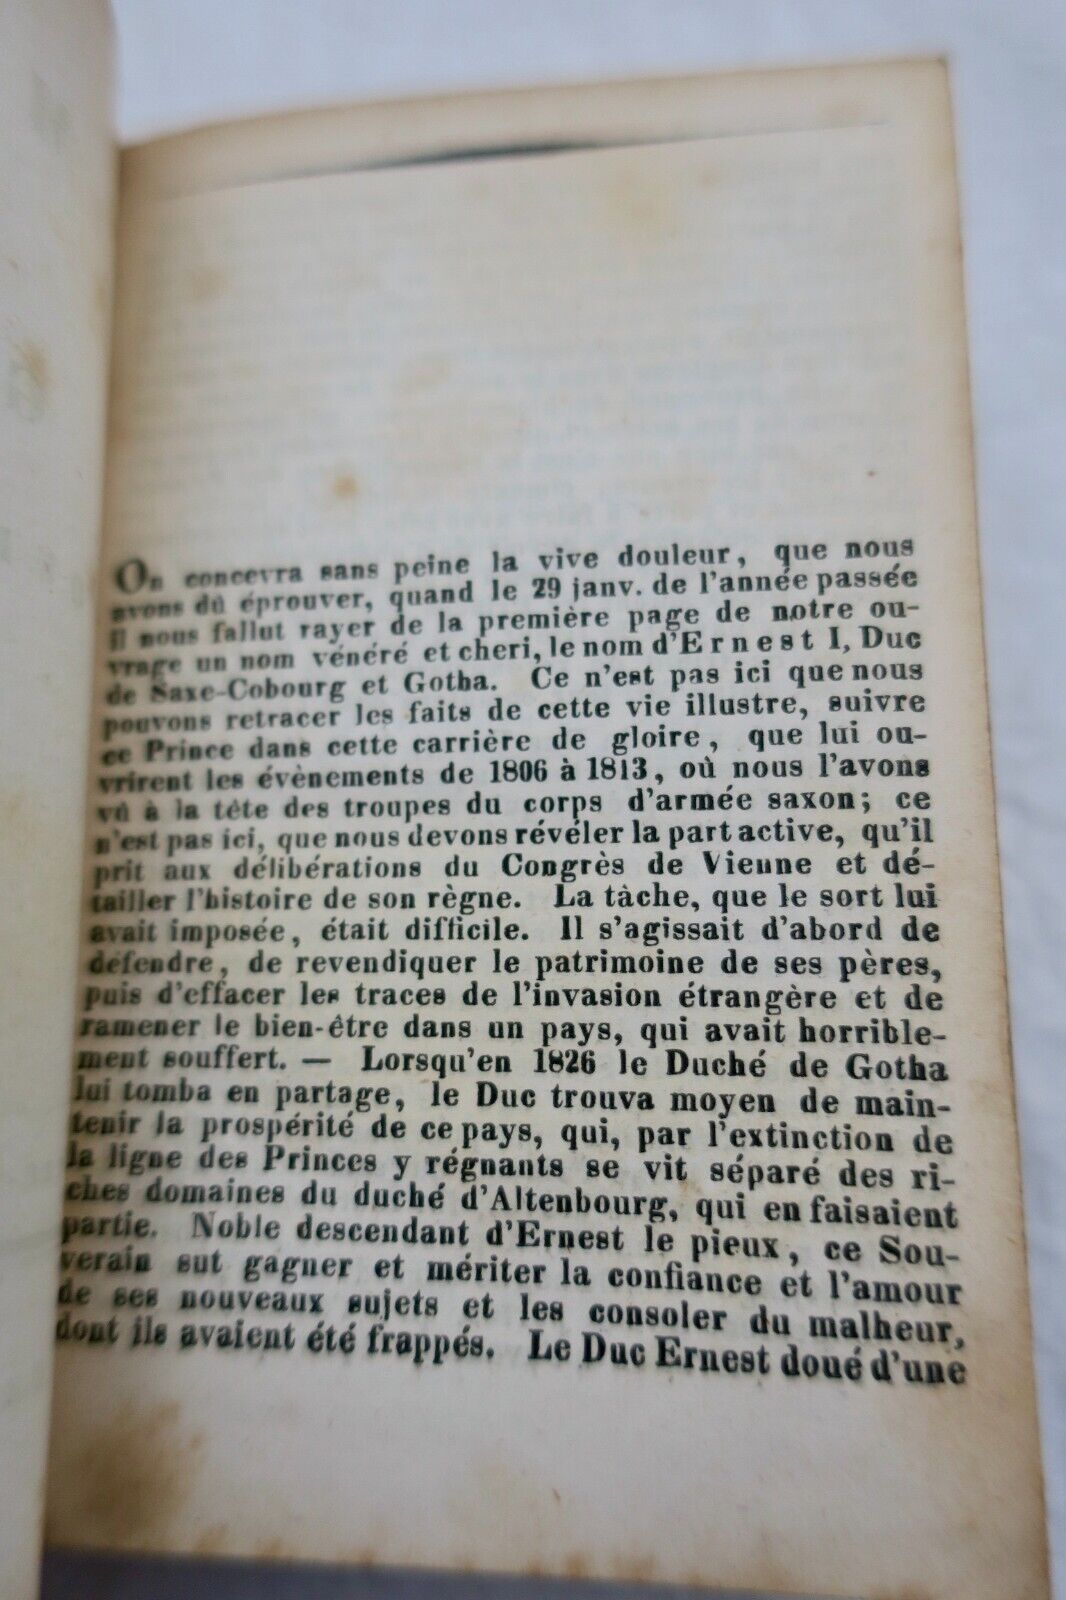 On concevra sans peine la vive douleur, que nous
avons dû éprouver, quand le 29 janv. de l'année passée
il nous fallut rayer de la première page de notre ou-
vrage un nom vénéré et cheri, le nom d'Ernest I, Duc
de Saxe-Cobourg et Gotha. Ce n'est pas ici que nous
pouvons retracer les faits de cette vie illustre, suivre
ce Prince dans cette carrière de gloire, que lui ou-
vrirent les évènements de 1806 à 1813, où nous l'avons
vû à la tête des troupes du corps d'armée saxon; ce
n'est pas ici, que nous devons révéler la part active, qu'il
prit aux délibérations du Congrès de Vienne et dé-
tailler l'histoire de son règne. La tàche, que le sort lui
avait imposée, était difficile. Il s'agissait d'abord de
défendre, de revendiquer le patrimoine de ses pères,
puis d'effacer les traces de l'invasion étrangère et de
ramener le bien-être dans un pays, qui avait horrible-
ment souffert. — Lorsqu'en 1826 le Duché de Gotha
lui tomba en partage, le Duc trouva moyen de main-
tenir la prospérité de ce pays, qui, par l'extinction de
la ligne des Princes y régnants se vit séparé des ri-
ches domaines du duché d'Altenbourg, qui en faisaient
partie. Noble descendant d'Ernest le pieux, ce Sou-
verain sut gagner et mériter la confiance et l'amour
de ses nouveaux sujets et les consoler du malheur,
dont ils avaient été frappés. Le Duc Ernest doué d'une